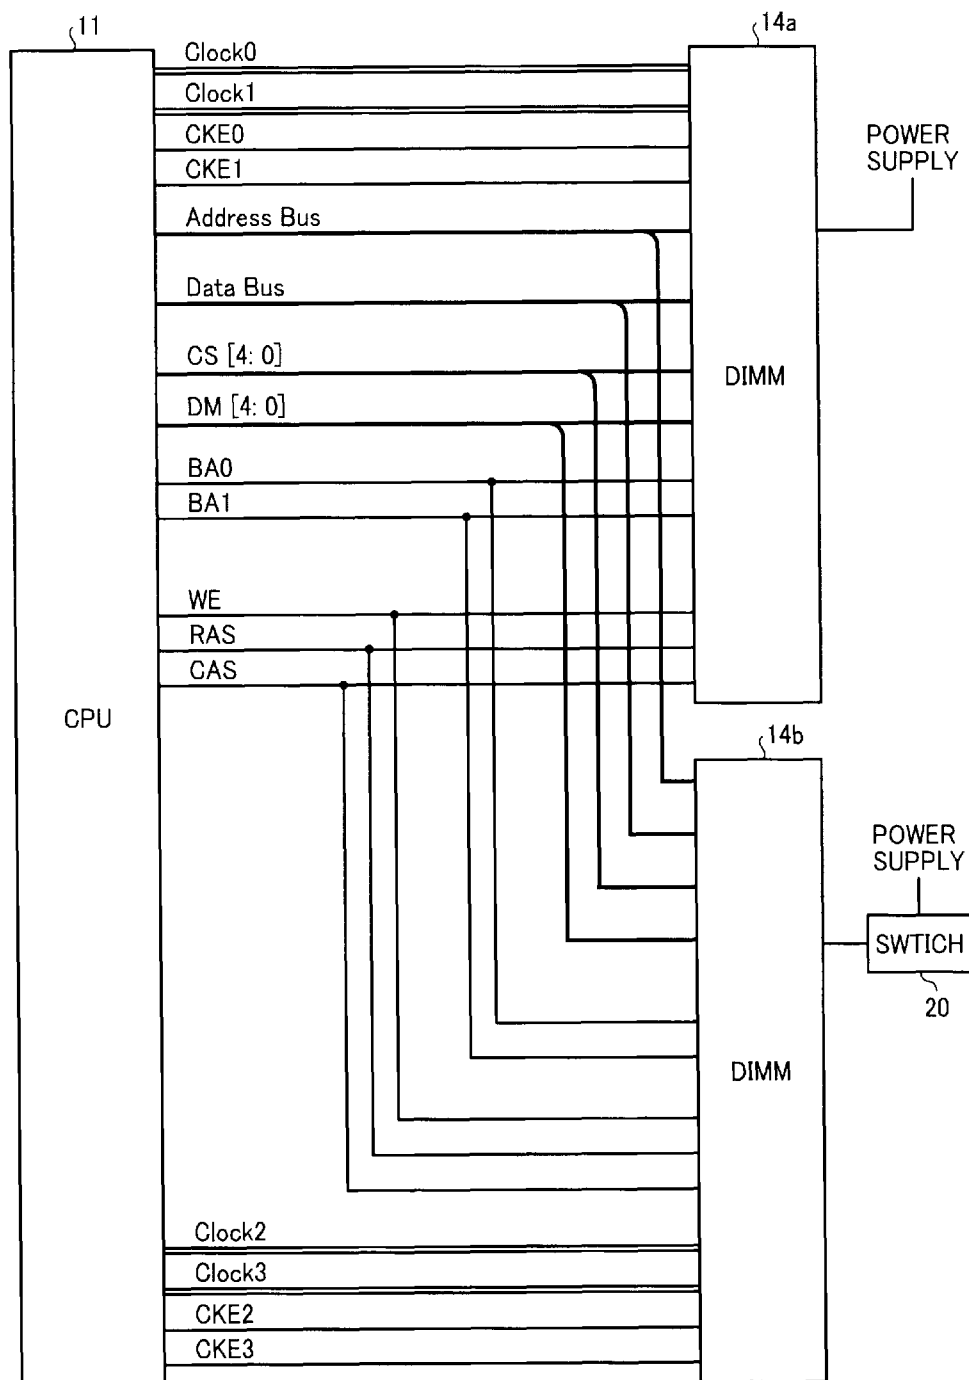 11
14a
Clock0
Clock1
CKE0
CKE1
POWER
SUPPLY
Address Bus
Data Bus
CS [4: 0]
DIMM
DM [4: 0]
BA0
BA1
WE
RAS
CAS
CPU
14b
POWER
SUPPLY
SWTICH
20
DIMM
Clock2
Clock3
CKE2
CKE3